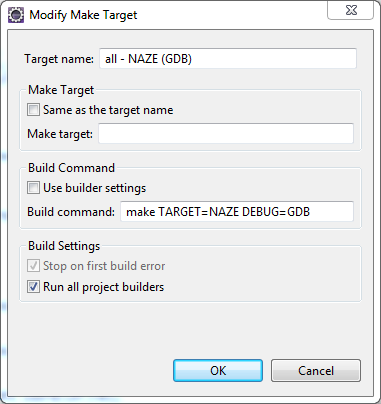 Modify Make Target
Target name: all - NAZE (GDB)
Make Target
Same as the target name
Make target:
Build Command
Use builder settings
Build command: make TARGET=NAZE DEBUG=GDB
Build Settings
Stop on first build error
Run all project builders
OK Cancel